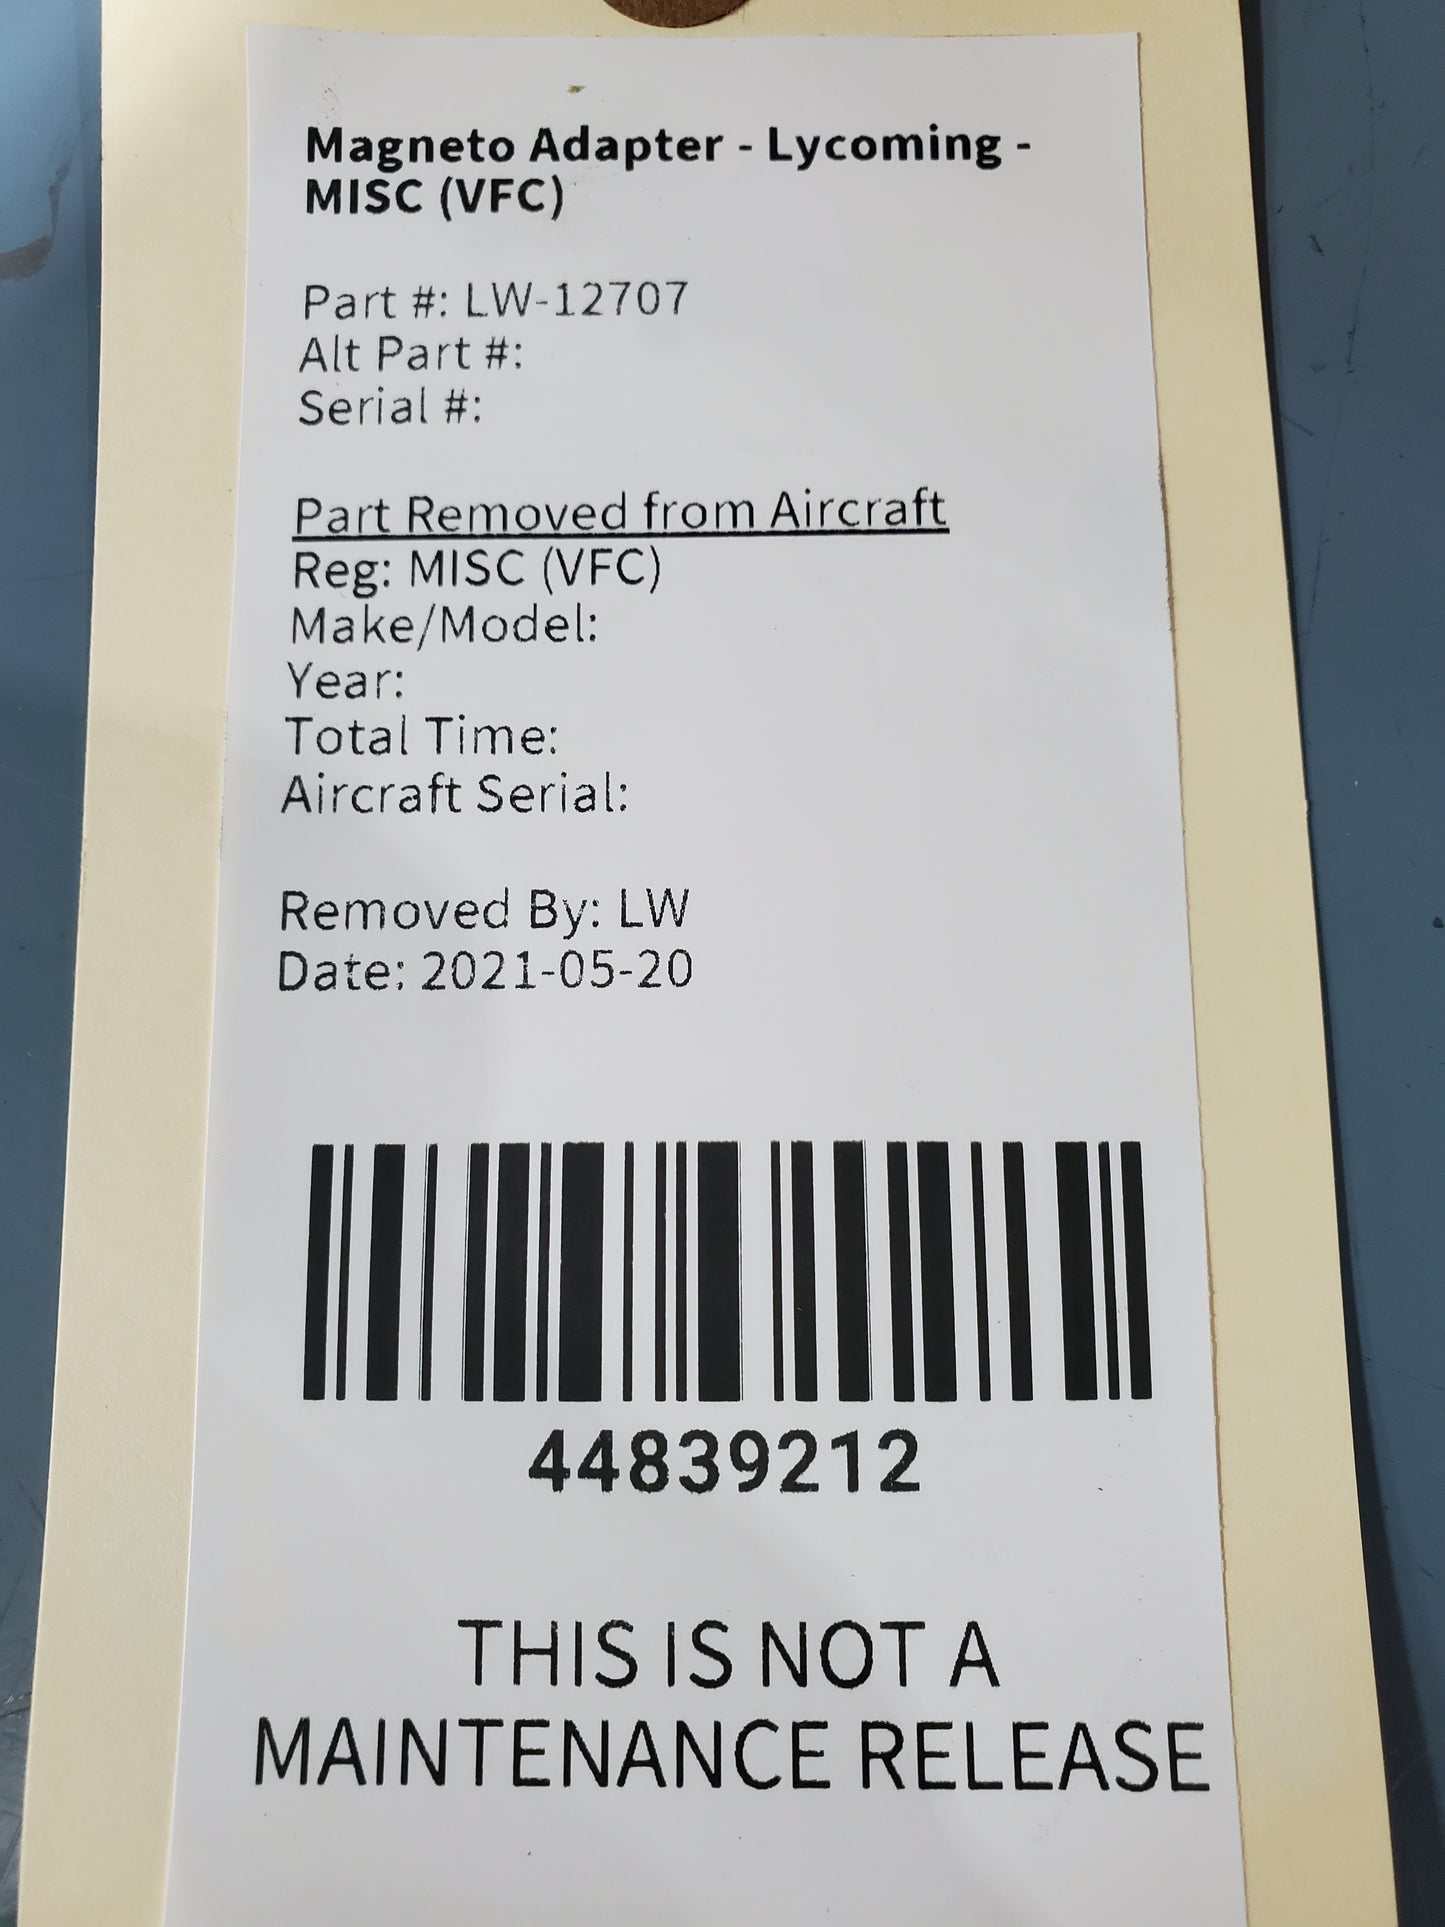 Magneto Adapter - Lycoming -
MISC (VFC)
Part #: LW-12707
Alt Part #:
Serial #:
Part Removed from Aircraft
Reg: MISC (VFC)
Make/Model:
Year:
Total Time:
Aircraft Serial:
Removed By: LW
Date: 2021-05-20
44839212
THIS IS NOT A
MAINTENANCE RELEASE